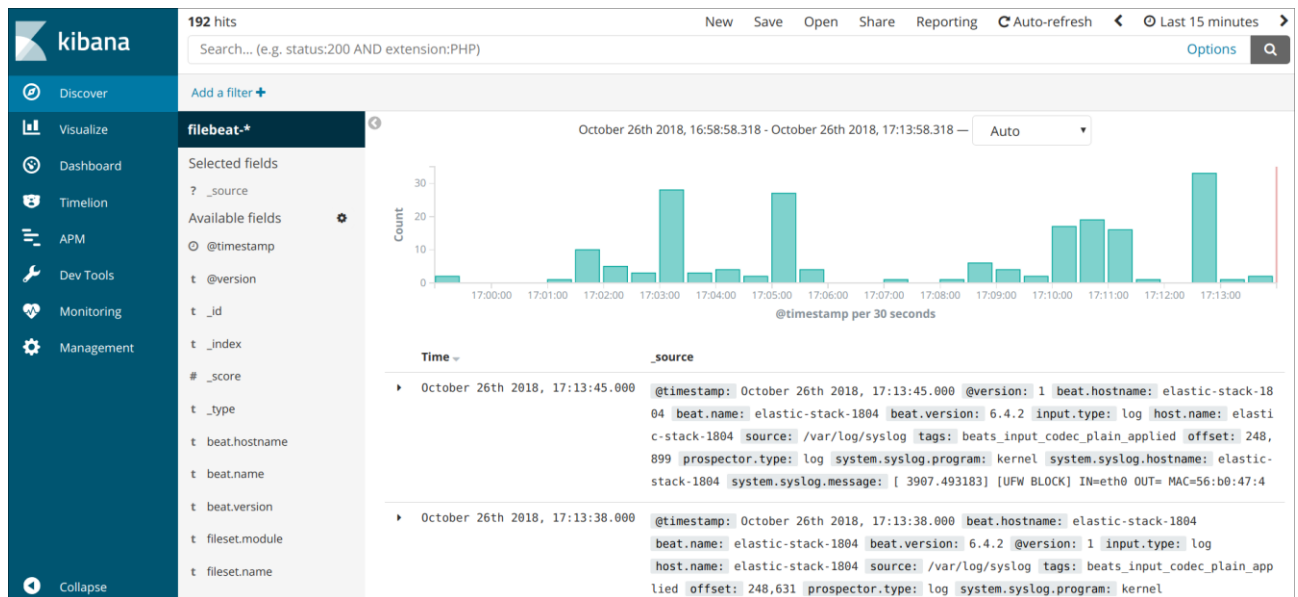 192 hits
New Save Open Share Reporting Auto-refresh Last 15 minutes
kibana
Search... (e.g. status:200 AND extension:PHP)
Options
Discover
Visualize
Dashboard
Timelion
APM
Dev Tools
Monitoring
Management
Collapse
Add a filter +
filebeat-*
Selected fields
? _source
Available fields
@timestamp
t @version
t _id
t _index
# _score
t _type
t beat.hostname
t beat.name
t beat.version
t fileset.module
t fileset.name
October 26th 2018, 16:58:58.318 - October 26th 2018, 17:13:58.318 — Auto
Count
30
20
10
0
17:00:00 17:01:00 17:02:00 17:03:00 17:04:00 17:05:00 17:06:00 17:07:00 17:08:00 17:09:00 17:10:00 17:11:00 17:12:00 17:13:00
@timestamp per 30 seconds
Time _source
October 26th 2018, 17:13:45.000 @timestamp: October 26th 2018, 17:13:45.000 @version: 1 beat.hostname: elastic-stack-18
04 beat.name: elastic-stack-1804 beat.version: 6.4.2 input.type: log host.name: elasti
c-stack-1804 source: /var/log/syslog tags: beats_input_codec_plain_applied offset: 248,
899 prospector.type: log system.syslog.program: kernel system.syslog.hostname: elastic-
stack-1804 system.syslog.message: [ 3907.493183] [UFW BLOCK] IN=eth0 OUT= MAC=56:b0:47:4
October 26th 2018, 17:13:38.000 @timestamp: October 26th 2018, 17:13:38.000 beat.hostname: elastic-stack-1804
beat.name: elastic-stack-1804 beat.version: 6.4.2 @version: 1 input.type: log
host.name: elastic-stack-1804 source: /var/log/syslog tags: beats_input_codec_plain_app
lied offset: 248,631 prospector.type: log system.syslog.program: kernel